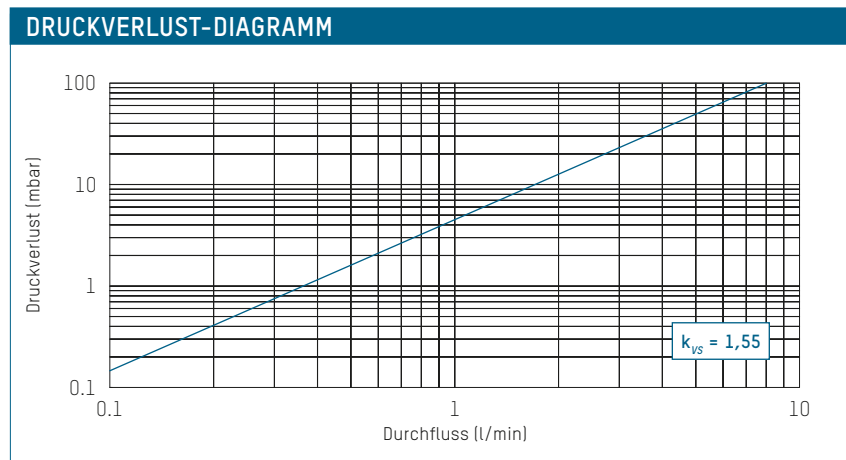 DRUCKVERLUST-DIAGRAMM
100
10
1
0.1
Druckverlust (mbar)
k_vs = 1,55
0.1
1
10
Durchfluss (l/min)